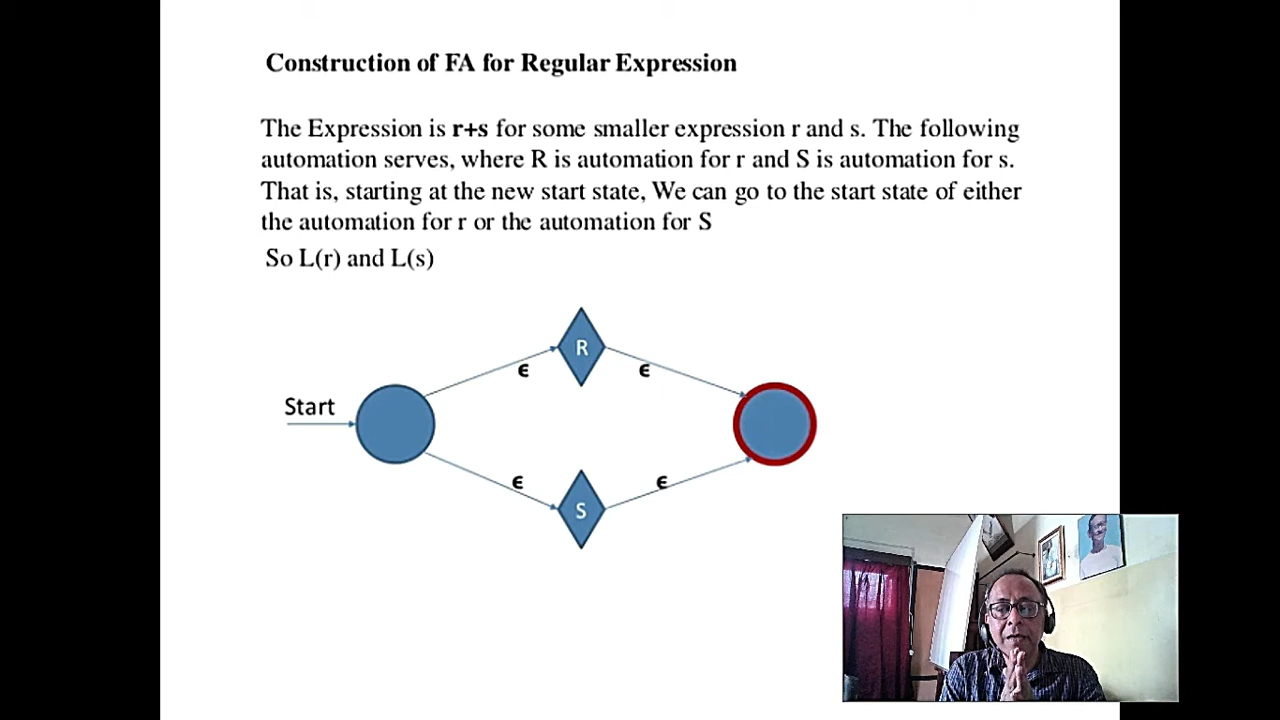 Construction of FA for Regular Expression
The Expression is r+s for some smaller expression r and s. The following
automation serves, where R is automation for r and S is automation for s.
That is, starting at the new start state, We can go to the start state of either
the automation for r or the automation for S
So L(r) and L(s)
R
ϵ ϵ
Start
ϵ ϵ
S